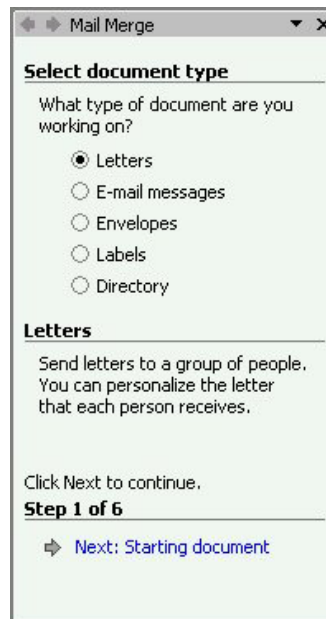 Mail Merge
Select document type
What type of document are you
working on?
Letters
E-mail messages
Envelopes
Labels
Directory
Letters
Send letters to a group of people.
You can personalize the letter
that each person receives.
Click Next to continue.
Step 1 of 6
Next: Starting document